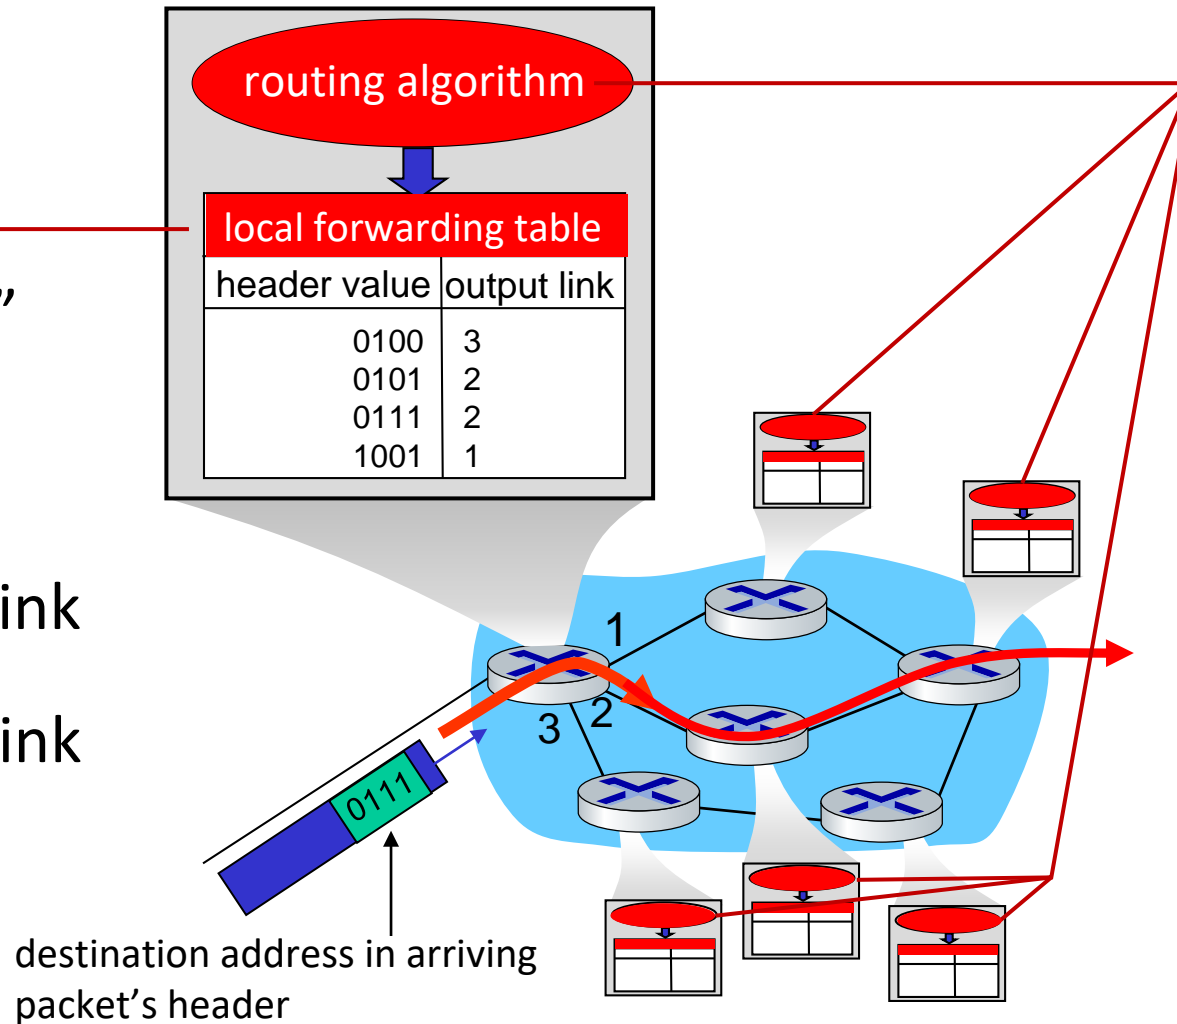 routing algorithm
local forwarding table
header value output link
0100 3
0101 2
0111 2
1001 1
”
ink
ink
1
2
3
0111
destination address in arriving
packet’s header